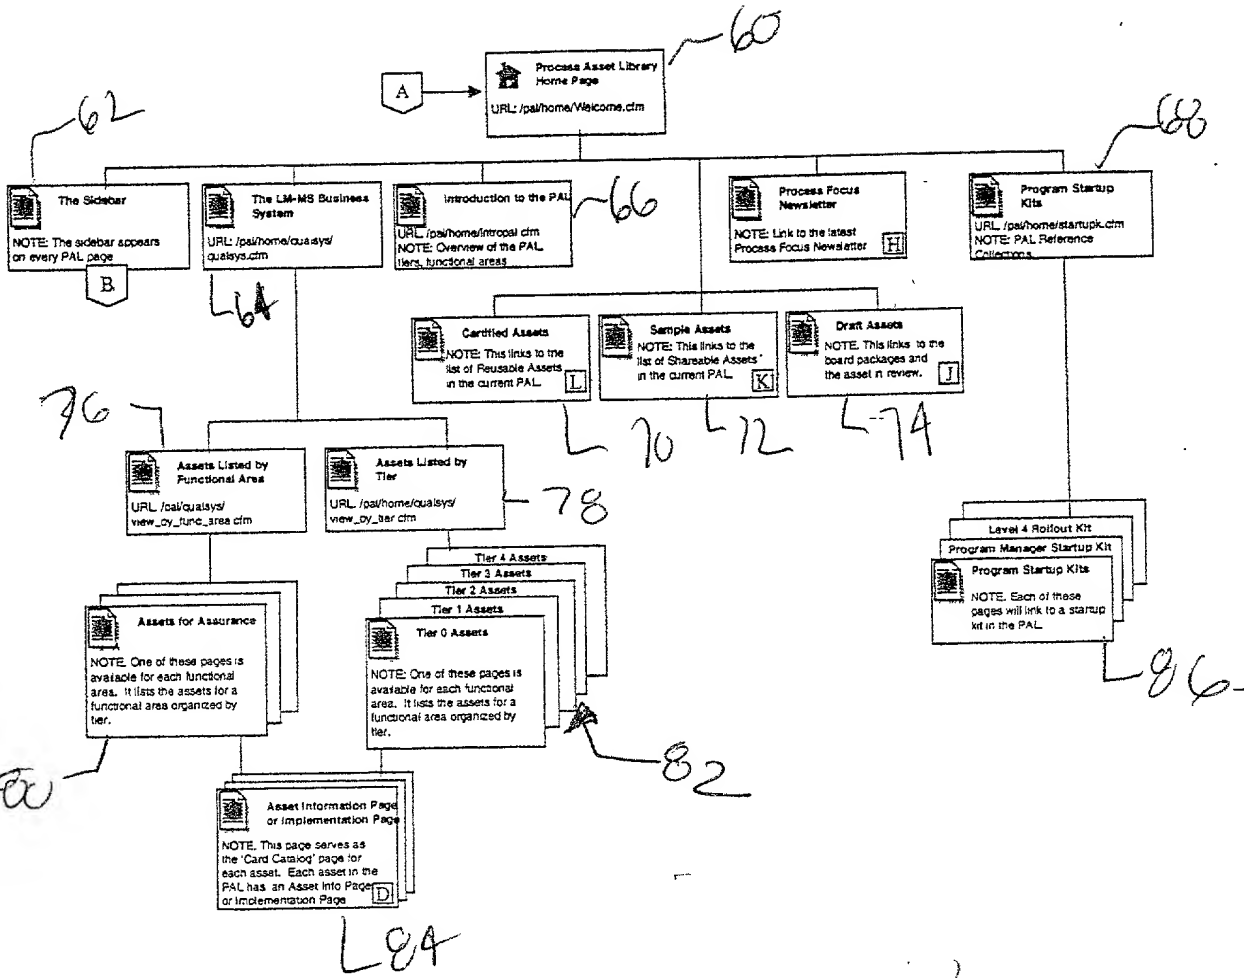 60
Process Asset Library
Home Page
URL: /pal/home/Welcome.cfm
A
62
68
The Sidebar
NOTE: The sidebar appears
on every PAL page
B
The LM-MS Business
System
URL: /pal/home/qualsys/
qualsys.cfm
64
Introduction to the PAL
URL: /pal/home/intropal cfm
NOTE: Overview of the PAL
tiers, functional areas
66
Process Focus
Newsletter
NOTE: Link to the latest
Process Focus Newsletter
H
Program Startup
Kits
URL: /pal/home/startupk.cfm
NOTE: PAL Reference
Collections
Certified Assets
NOTE: This links to the
list of Reusable Assets
in the current PAL.
L
70
Sample Assets
NOTE: This links to the
list of Shareable Assets
in the current PAL
K
72
Draft Assets
NOTE. This links to the
board packages and
the asset in review.
J
74
76
Assets Listed by
Functional Area
URL /pal/qualsys/
view_by_func_area cfm
Assets Listed by
Tier
URL /pal/home/qualsys/
view_by_tier cfm
78
Level 4 Rollout Kit
Program Manager Startup Kit
Program Startup Kits
NOTE. Each of these
pages will link to a startup
kit in the PAL
86
Assets for Assurance
NOTE. One of these pages is
available for each functional
area. It lists the assets for a
functional area organized by
tier.
80
Tier 4 Assets
Tier 3 Assets
Tier 2 Assets
Tier 1 Assets
Tier 0 Assets
NOTE: One of these pages is
available for each functional
area. It lists the assets for a
functional area organized by
tier.
82
Asset Information Page
or Implementation Page
NOTE. This page serves as
the 'Card Catalog' page for
each asset. Each asset in the
PAL has an Asset Info Page
or Implementation Page
D
84